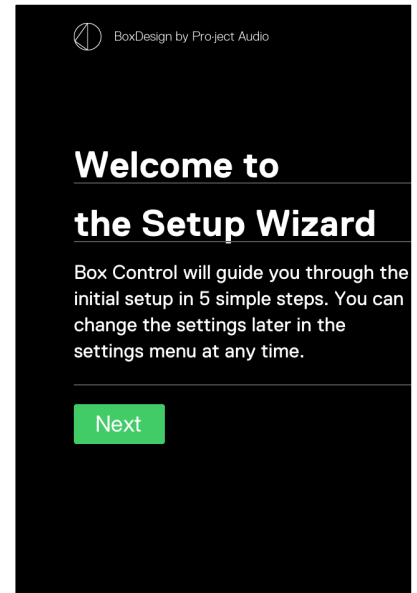 BoxDesign by Pro-ject Audio
Welcome to
the Setup Wizard
Box Control will guide you through the
initial setup in 5 simple steps. You can
change the settings later in the
settings menu at any time.
Next